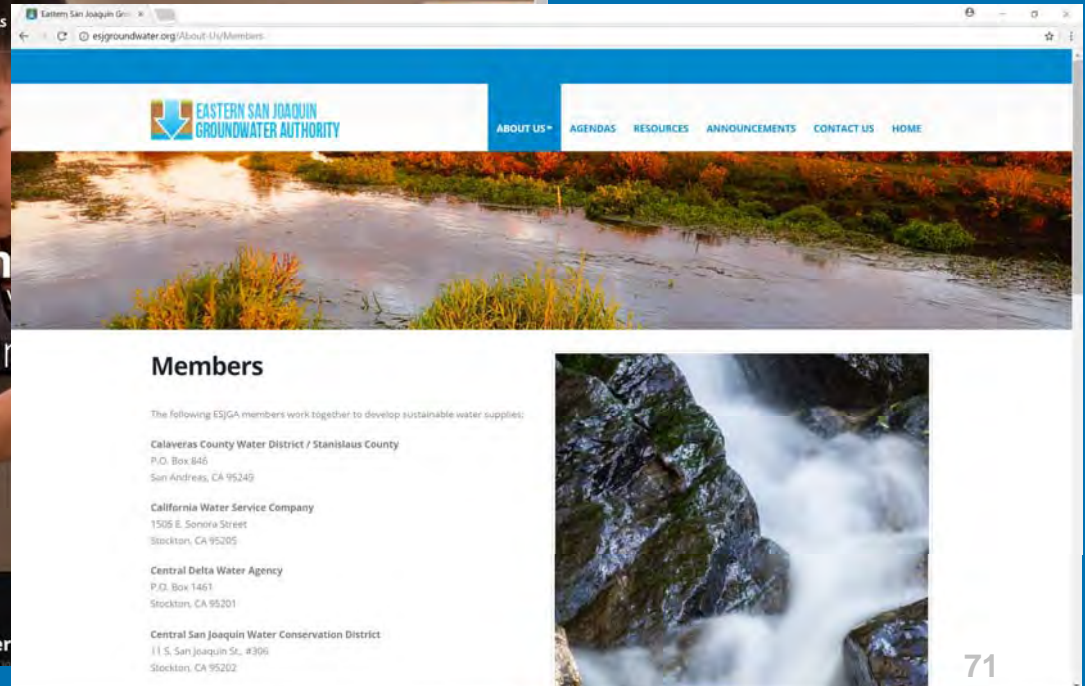 Eastern San Joaquin Gro
esjgroundwater.org/About-Us/Members
EASTERN SAN JOAQUIN
GROUNDWATER AUTHORITY
ABOUT US
AGENDAS
RESOURCES
ANNOUNCEMENTS
CONTACT US
HOME
Members
The following ESJGA members work together to develop sustainable water supplies:
Calaveras County Water District / Stanislaus County
P.O. Box 846
San Andreas, CA 95249
California Water Service Company
1505 E. Sonora Street
Stockton, CA 95205
Central Delta Water Agency
P.O. Box 1461
Stockton, CA 95201
Central San Joaquin Water Conservation District
11 S. San Joaquin St., #306
Stockton, CA 95202
71